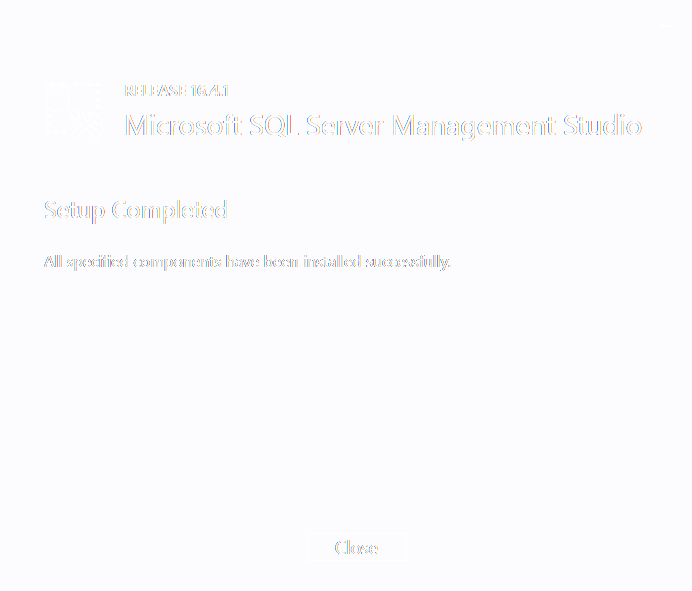 RELEASE 16.4.1
Microsoft SQL Server Management Studio
Setup Completed
All specified components have been installed successfully.
Close